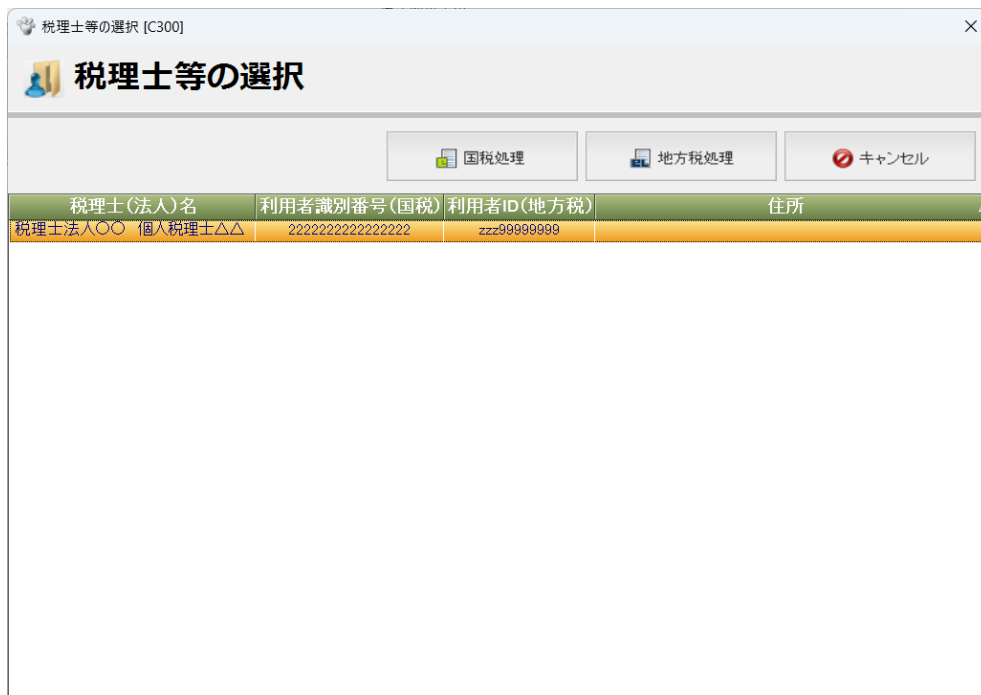 税理士等の選択 [C300]
税理士等の選択
国税処理 地方税処理 キャンセル
税理士(法人)名 利用者識別番号(国税) 利用者ID(地方税) 住所
税理士法人〇〇 個人税理士△△ 2222222222222222 zzz99999999